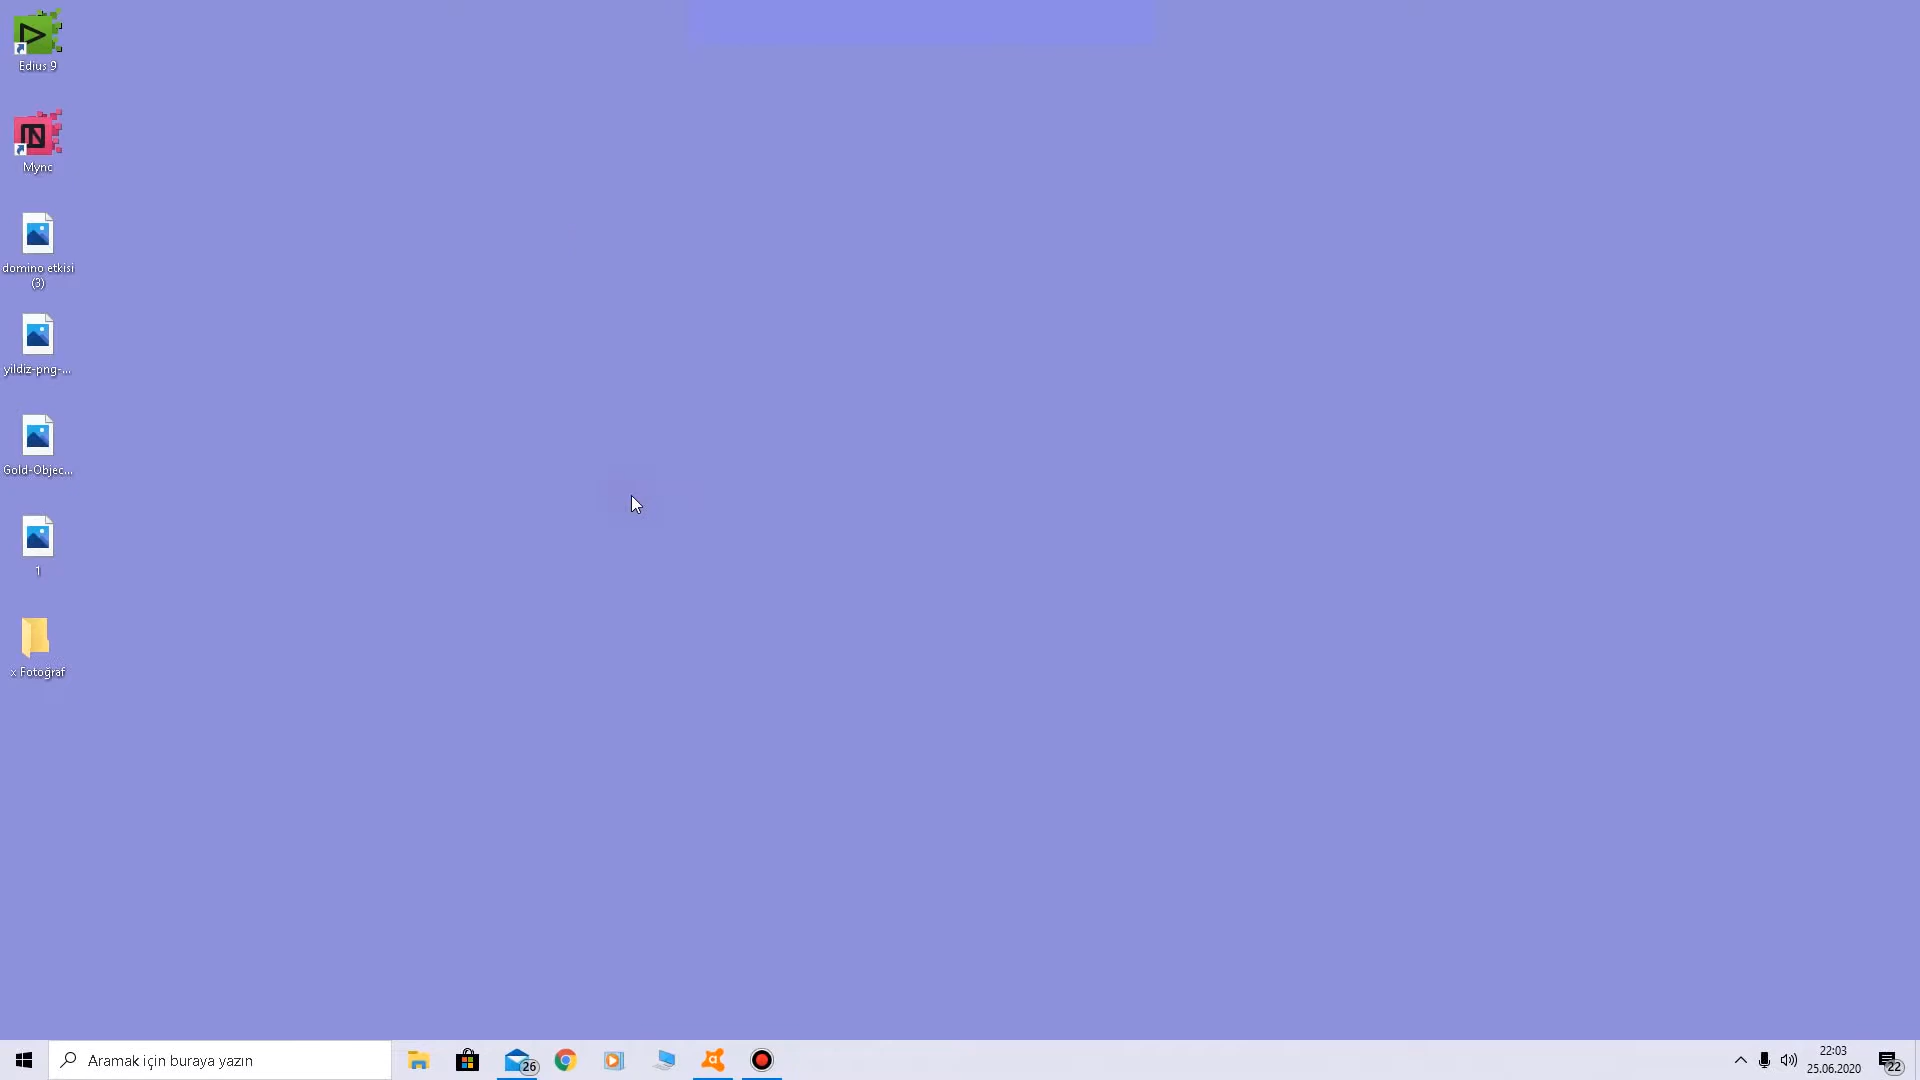 Edius 9
Mync
domino etkisi
(3)
yildiz-png-...
Gold-Objec...
1
x Fotoğraf
Aramak için buraya yazın
26
22:03
25.06.2020
22